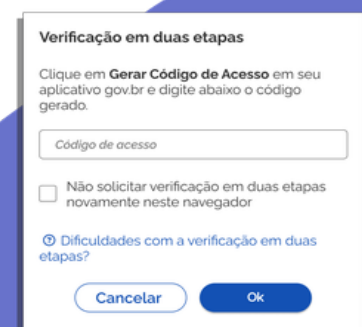 Verificação em duas etapas
Clique em Gerar Código de Acesso em seu
aplicativo gov.br e digite abaixo o código
gerado.
Código de acesso
Não solicitar verificação em duas etapas
novamente neste navegador
Dificuldades com a verificação em duas
etapas?
Cancelar Ok